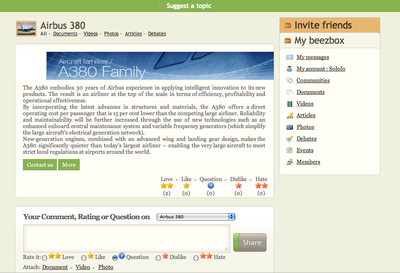 Suggest a topic
Airbus 380
All - Documents - Videos - Photos - Articles - Debates
Aircraft families /
A380 Family
The A380 embodies 30 years of Airbus experience in applying intelligent innovation to its new
products. The result is an airliner at the top of the scale in terms of efficiency, profitability and
operational effectiveness.
By incorporating the latest advances in structures and materials, the A380 offers a direct
operating cost per passenger that is 15 per cent lower than the competing large airliner. Reliability
and maintainability will be further increased through the use of new technologies such as an
enhanced onboard central maintenance system and variable frequency generators (which simplify
the large aircraft's electrical generation network).
New-generation engines, combined with an advanced wing and landing gear design, makes the
A380 significantly quieter than today's largest airliner – enabling the very large aircraft to meet
strict local regulations at airports around the world.
Contact us
More
Love - Like - Question - Dislike - Hate
(2) (0) (0) (0) (0)
Your Comment, Rating or Question on
Airbus 380
Share
Rate it: Love Like Question Dislike Hate
Attach: Document - Video - Photo
Invite friends
My beezbox
My messages
My account : Solofo
Communities
Documents
Videos
Articles
Photos
Debates
Events
Members